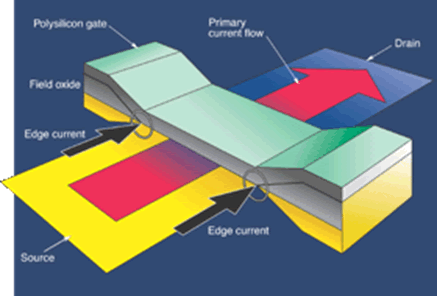 Polysilicon gate
Primary
current flow
Drain
Field oxide
Edge current
Edge current
Source